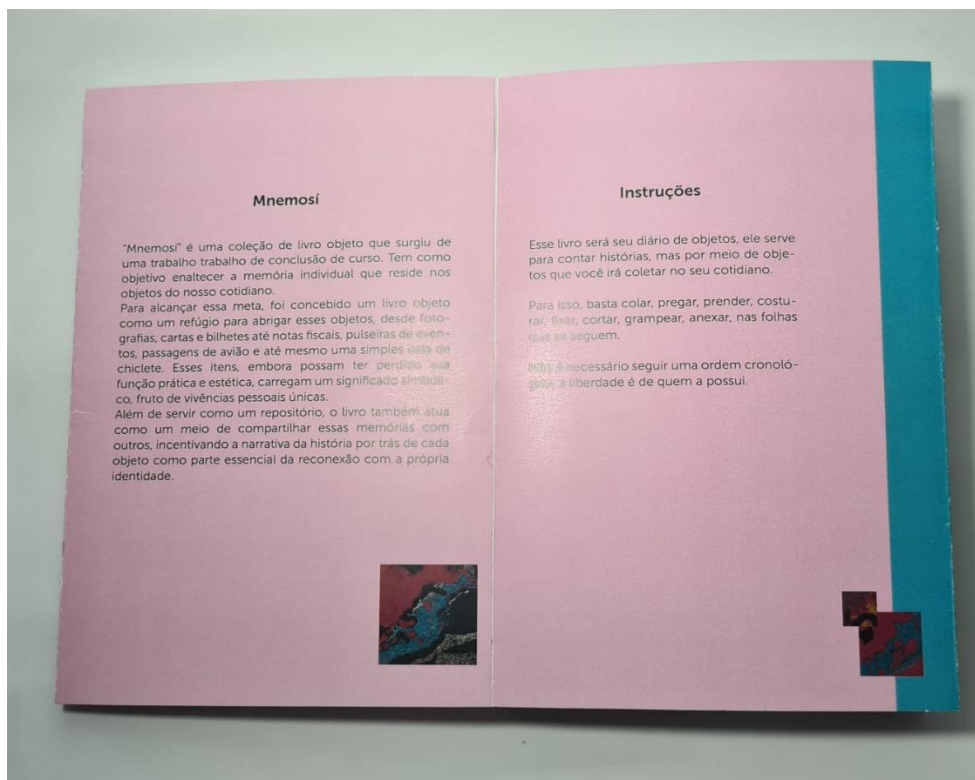 Mnemosí
"Mnemosí" é uma coleção de livro objeto que surgiu de
uma trabalho trabalho de conclusão de curso. Tem como
objetivo enaltecer a memória individual que reside nos
objetos do nosso cotidiano.
Para alcançar essa meta, foi concebido um livro objeto
como um refúgio para abrigar esses objetos, desde foto-
grafias, cartas e bilhetes até notas fiscais, pulseiras de even-
tos, passagens de avião e até mesmo uma simples bala de
chiclete. Esses itens, embora possam ter perdido sua
função prática e estética, carregam um significado simbóli-
co, fruto de vivências pessoais únicas.
Além de servir como um repositório, o livro também atua
como um meio de compartilhar essas memórias com
outros, incentivando a narrativa da história por trás de cada
objeto como parte essencial da reconexão com a própria
identidade.
Instruções
Esse livro será seu diário de objetos, ele serve
para contar histórias, mas por meio de obje-
tos que você irá coletar no seu cotidiano.
Para isso, basta colar, pregar, prender, costu-
rar, fixar, cortar, grampear, anexar, nas folhas
que se seguem.
Não é necessário seguir uma ordem cronoló-
gica, a liberdade é de quem a possui.